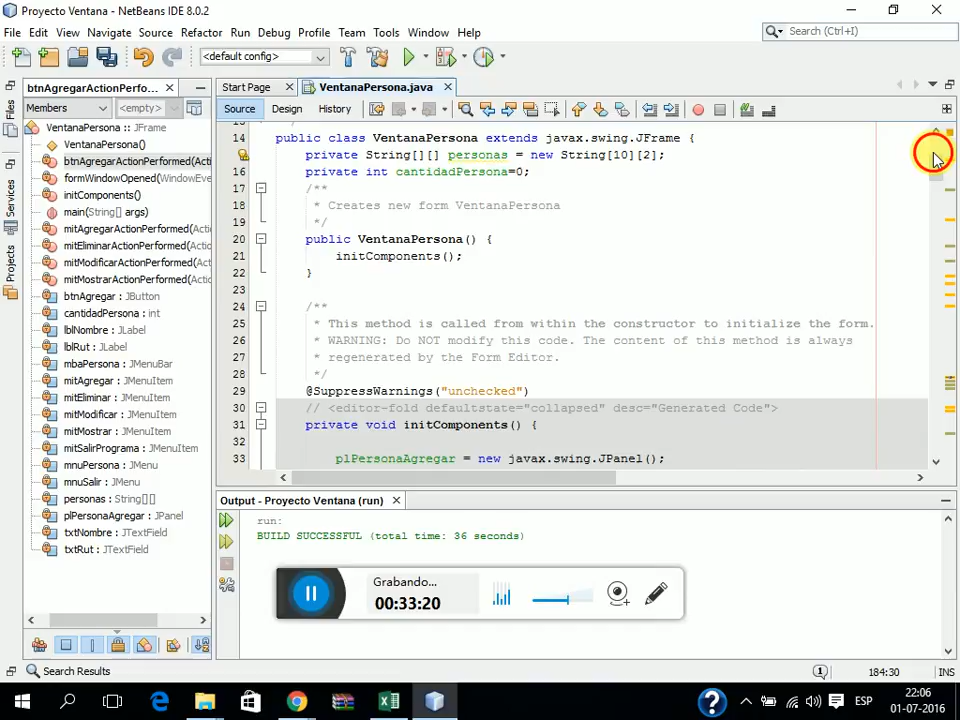 Proyecto Ventana - NetBeans IDE 8.0.2
File Edit View Navigate Source Refactor Run Debug Profile Team Tools Window Help
Search (Ctrl+I)
<default config>
btnAgregarActionPerfo...
Start Page
VentanaPersona.java
Members
<empty>
Source Design History
VentanaPersona :: JFrame
VentanaPersona()
btnAgregarActionPerformed(Acti
formWindowOpened(WindowEve
initComponents()
main(String[] args)
mitAgregarActionPerformed(Actio
mitEliminarActionPerformed(Actio
mitModificarActionPerformed(Actio
mitMostrarActionPerformed(Actio
btnAgregar : JButton
cantidadPersona : int
lblNombre : JLabel
lblRut : JLabel
mbaPersona : JMenuBar
mitAgregar : JMenuItem
mitEliminar : JMenuItem
mitModificar : JMenuItem
mitMostrar : JMenuItem
mitSalirPrograma : JMenuItem
mnuPersona : JMenu
mnuSalir : JMenu
personas : String[][]
plPersonaAgregar : JPanel
txtNombre : JTextField
txtRut : JTextField
Files
Services
Projects
14 public class VentanaPersona extends javax.swing.JFrame {
private String[][] personas = new String[10][2];
16 private int cantidadPersona=0;
17 /**
18 * Creates new form VentanaPersona
19 */
20 public VentanaPersona() {
21 initComponents();
22 }
23
24 /**
25 * This method is called from within the constructor to initialize the form.
26 * WARNING: Do NOT modify this code. The content of this method is always
27 * regenerated by the Form Editor.
28 */
29 @SuppressWarnings("unchecked")
30 // <editor-fold defaultstate="collapsed" desc="Generated Code">
31 private void initComponents() {
32
33 plPersonaAgregar = new javax.swing.JPanel();
Output - Proyecto Ventana (run)
run:
BUILD SUCCESSFUL (total time: 36 seconds)
Grabando...
00:33:20
Search Results
1
184:30
INS
ESP
22:06
01-07-2016